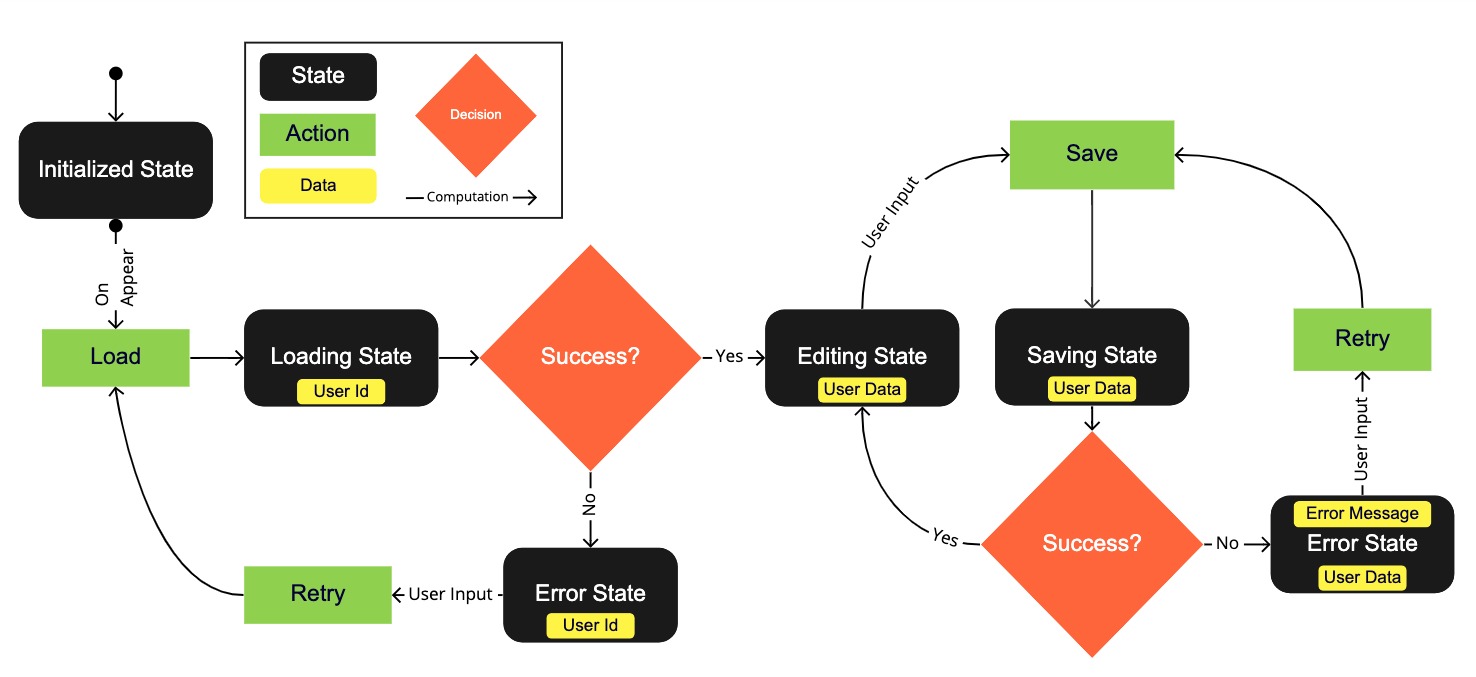 State
Action
Data
Decision
Computation
Initialized State
On
Appear
Load
Loading State
User Id
Success?
Yes
No
Error State
User Id
User Input
Retry
Editing State
User Data
User Input
Save
Saving State
User Data
Success?
Yes
No
Error Message
Error State
User Data
User Input
Retry